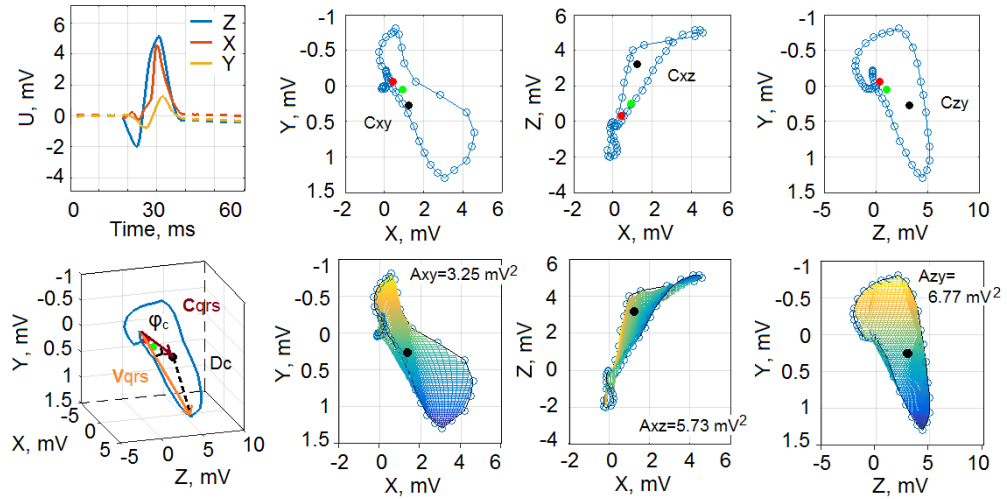 6
4
2
0
-2
-4
U, mV
Z
X
Y
0
30
60
Time, ms
-1
-0.5
0
0.5
1
1.5
Y, mV
Cxy
-2
0
2
4
6
X, mV
6
4
2
0
-2
4
Z, mV
Cxz
-2
0
2
4
6
X, mV
-1
-0.5
0
0.5
1
1.5
Y, mV
Czy
-5
0
5
10
Z, mV
-1
-0.5
0
0.5
1
1.5
Y, mV
Cqrs
φc
Dc
Vqrs
-5
0
5
X, mV
-5
0
5
10
Z, mV
-1
-0.5
0
0.5
1
1.5
Y, mV
Axy=3.25 mV²
-2
0
2
4
6
X, mV
6
4
2
0
-2
-4
Z, mV
Axz=5.73 mV²
-2
0
2
4
6
X, mV
-1
-0.5
0
0.5
1
1.5
Y, mV
Azy=
6.77 mV²
-5
0
5
10
Z, mV